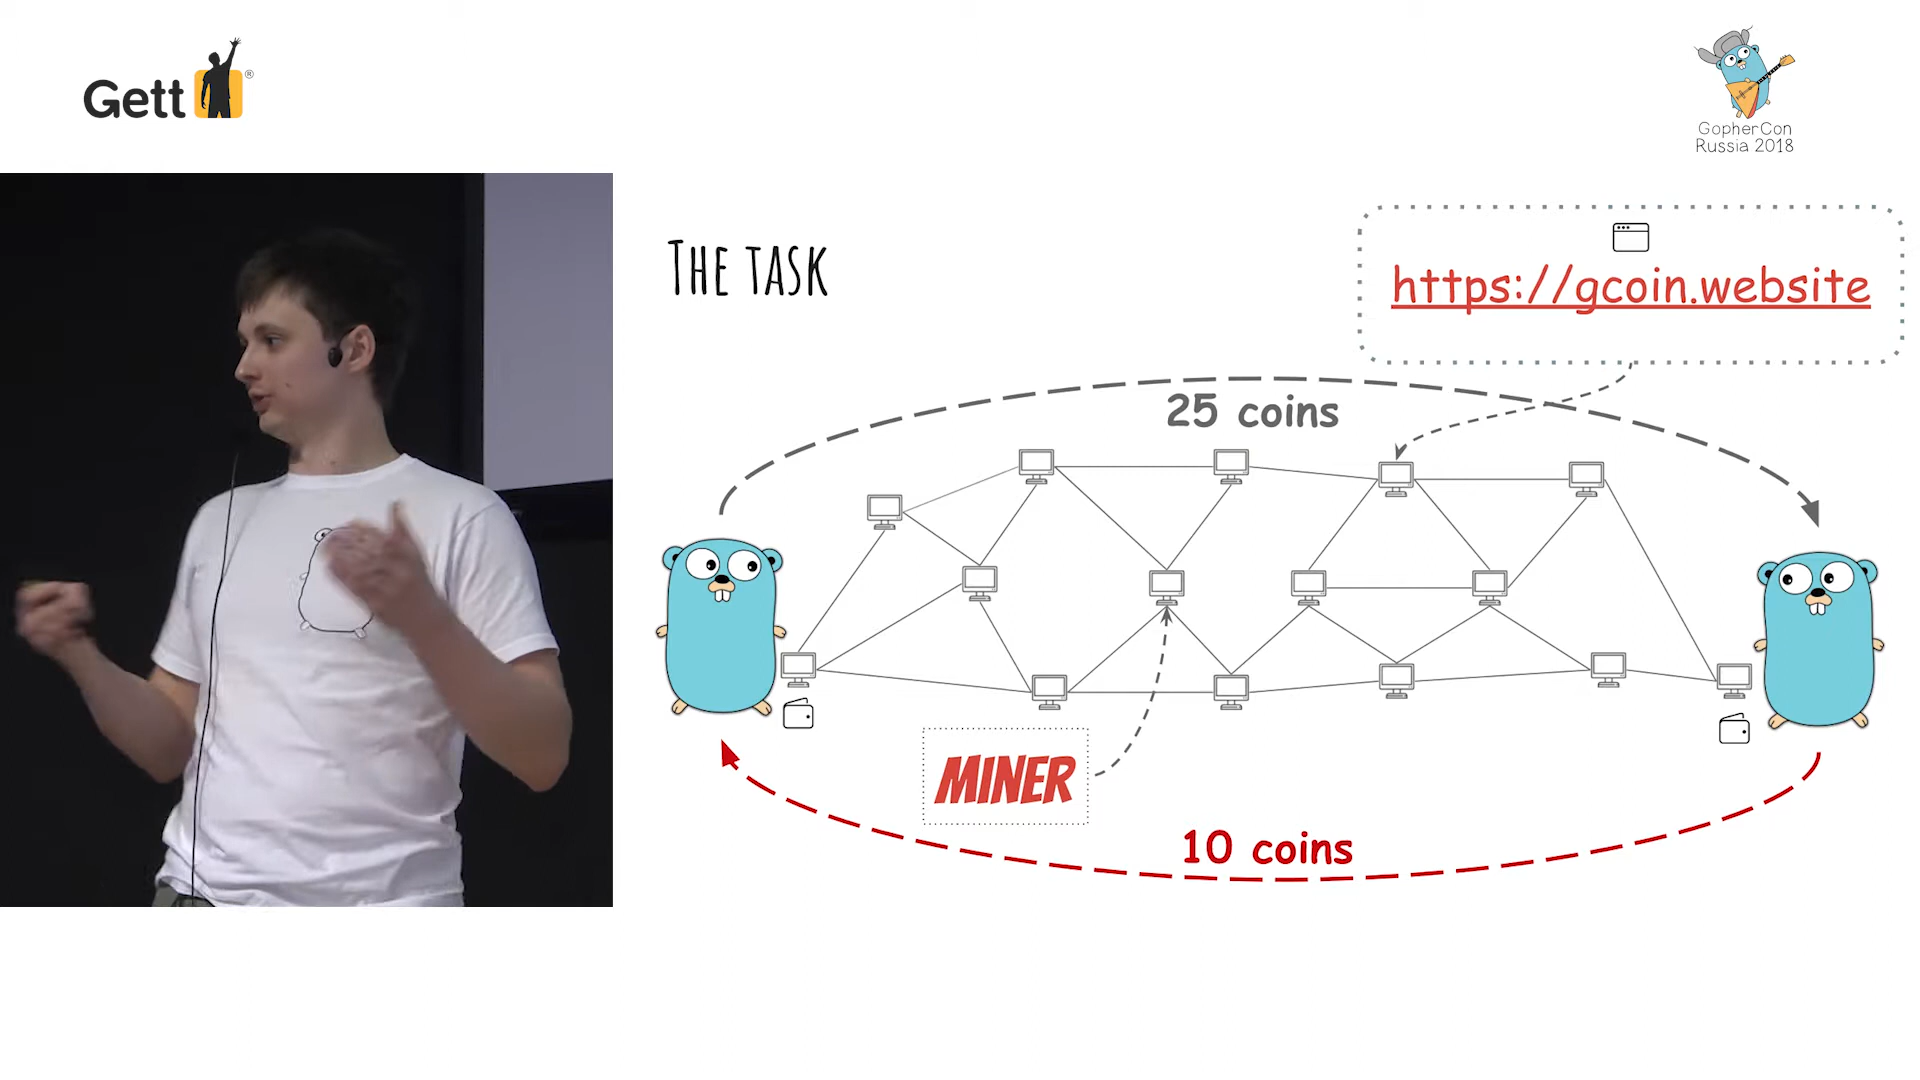 Gett®
GopherCon
Russia 2018
THE TASK
https://gcoin.website
25 coins
MINER
10 coins